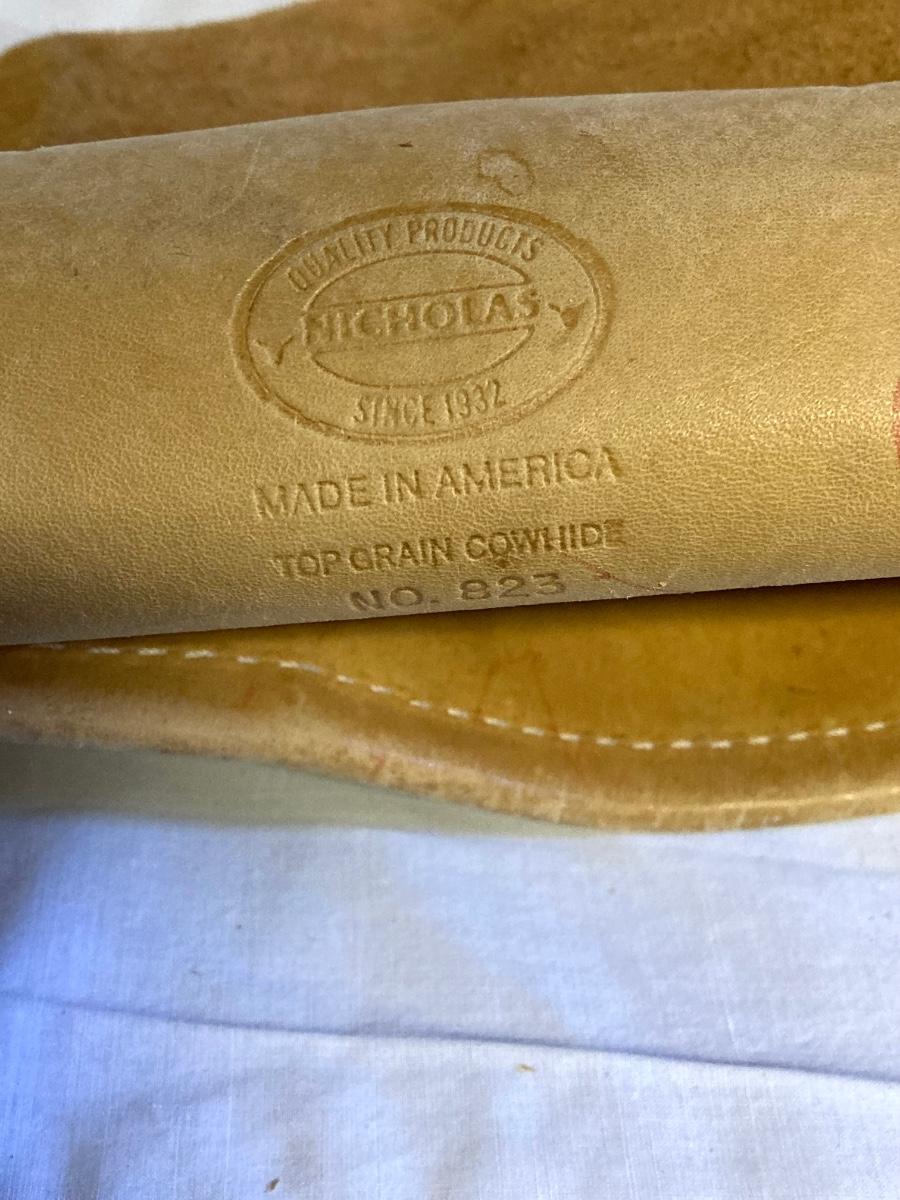 QUALITY PRODUCTS
NICHOLAS
SINCE 1932
MADE IN AMERICA
TOP GRAIN COWHIDE
NO. 823